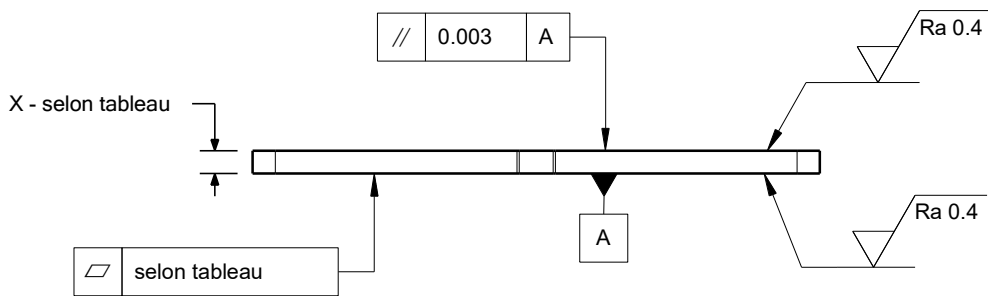 // 0.003 A
Ra 0.4
X - selon tableau
A
Ra 0.4
selon tableau